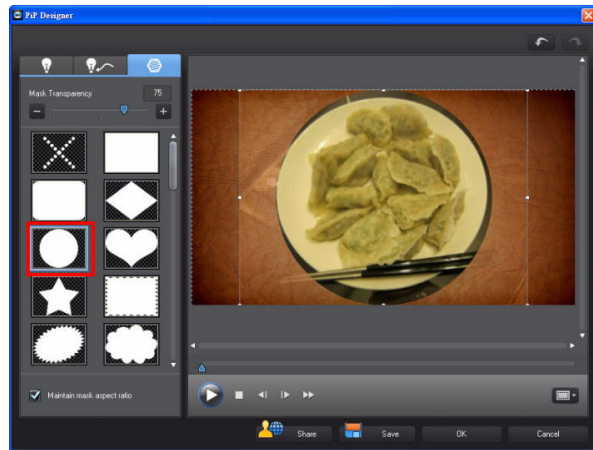 PiP Designer
Mask Transparency
75
Maintain mask aspect ratio
Share
Save
OK
Cancel